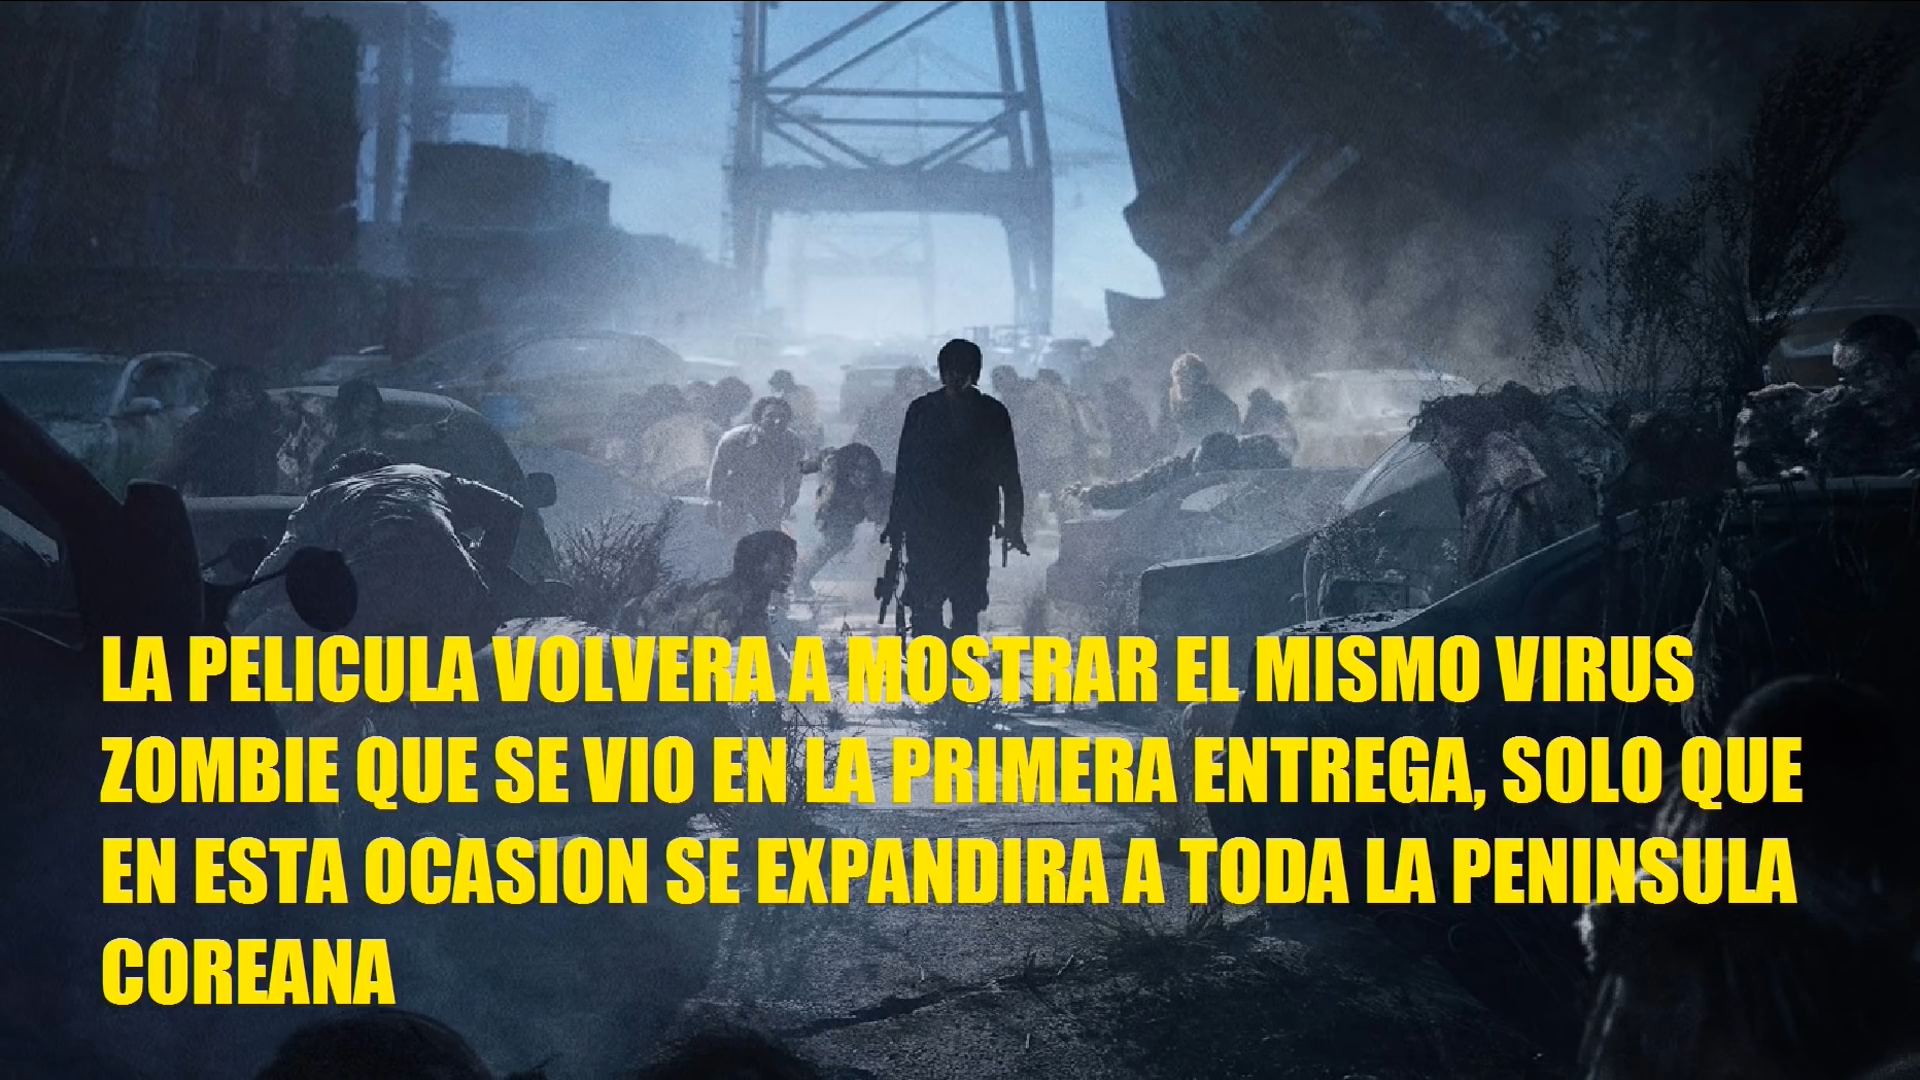 LA PELICULA VOLVERA A MOSTRAR EL MISMO VIRUS
ZOMBIE QUE SE VIO EN LA PRIMERA ENTREGA, SOLO QUE
EN ESTA OCASION SE EXPANDIRA A TODA LA PENINSULA
COREANA